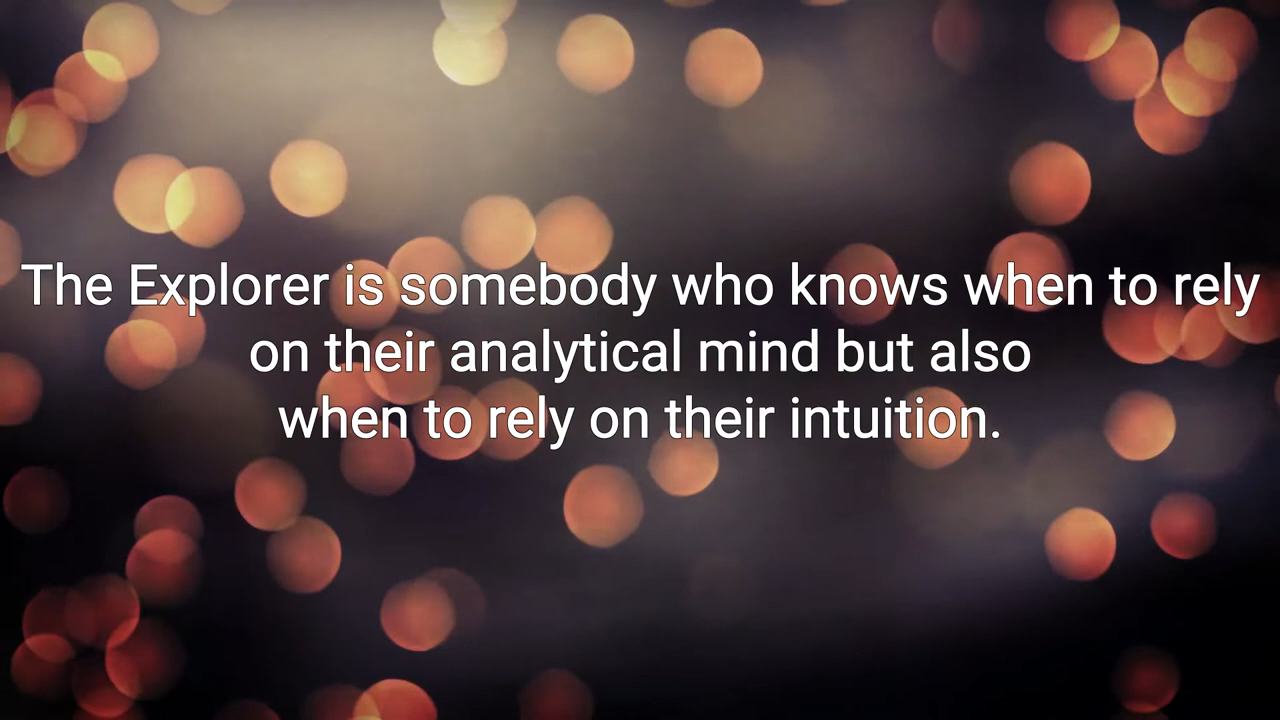 The Explorer is somebody who knows when to rely
on their analytical mind but also
when to rely on their intuition.